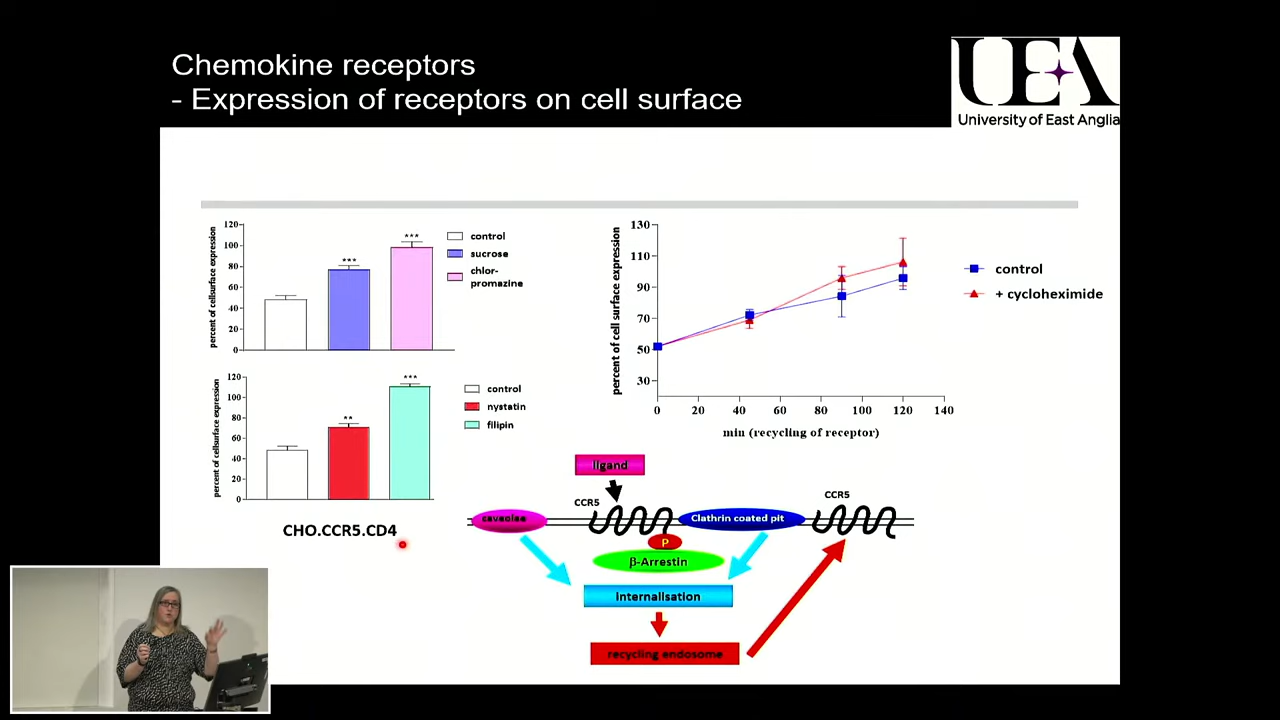 Chemokine receptors
- Expression of receptors on cell surface
UEA
University of East Anglia
percent of cellsurface expression
120
100
80
60
40
20
0
***
***
control
sucrose
chlor-
promazine
percent of cellsurface expression
120
100
80
60
40
20
0
**
***
control
nystatin
filipin
CHO.CCR5.CD4
percent of cell surface expression
130
110
90
70
50
30
0 20 40 60 80 100 120 140
min (recycling of receptor)
control
+ cycloheximide
ligand
CCR5
CCR5
caveolae
Clathrin coated pit
P
β-Arrestin
internalisation
recycling endosome